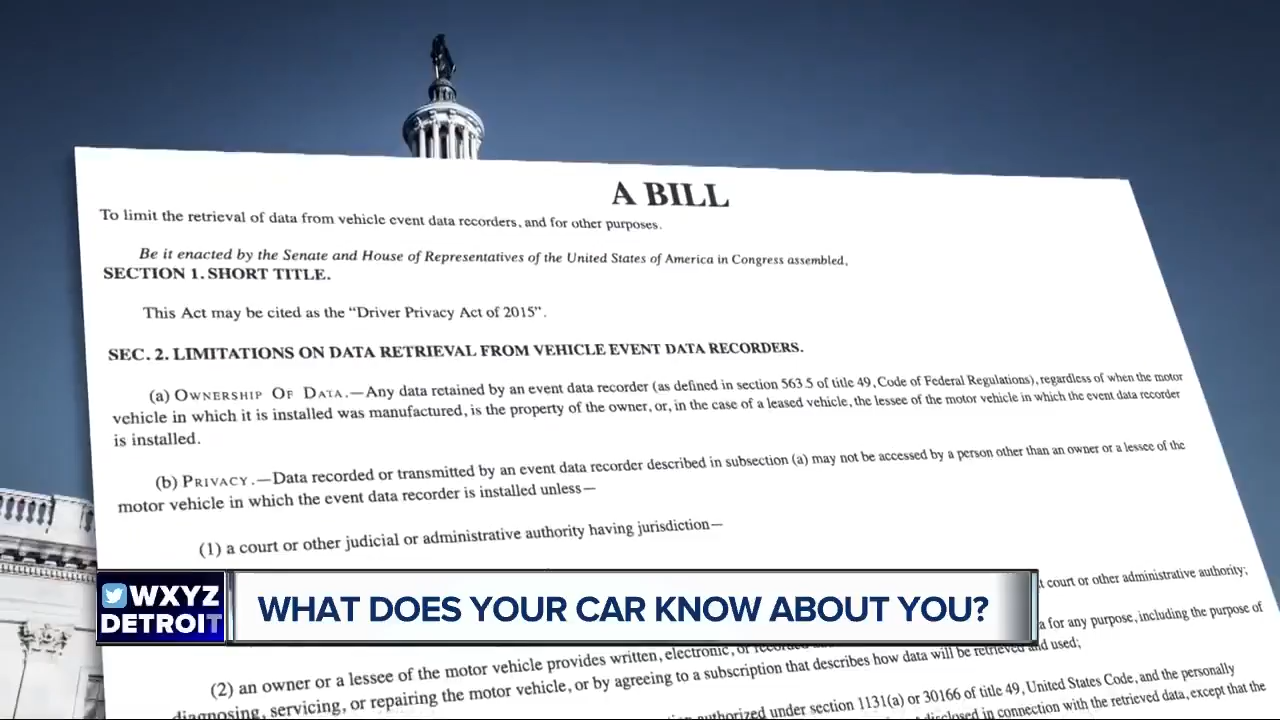 A BILL
To limit the retrieval of data from vehicle event data recorders, and for other purposes.
Be it enacted by the Senate and House of Representatives of the United States of America in Congress assembled,
SECTION 1. SHORT TITLE.
This Act may be cited as the “Driver Privacy Act of 2015”.
SEC. 2. LIMITATIONS ON DATA RETRIEVAL FROM VEHICLE EVENT DATA RECORDERS.
(a) OWNERSHIP OF DATA.—Any data retained by an event data recorder (as defined in section 563.5 of title 49, Code of Federal Regulations), regardless of when the motor
vehicle in which it is installed was manufactured, is the property of the owner, or, in the case of a leased vehicle, the lessee of the motor vehicle in which the event data recorder
is installed.
(b) PRIVACY.—Data recorded or transmitted by an event data recorder described in subsection (a) may not be accessed by a person other than an owner or a lessee of the
motor vehicle in which the event data recorder is installed unless—
(1) a court or other judicial or administrative authority having jurisdiction—
court or other administrative authority;
WXYZ
DETROIT
WHAT DOES YOUR CAR KNOW ABOUT YOU?
a for any purpose, including the purpose of
(2) an owner or a lessee of the motor vehicle provides written, electronic, or recorded
diagnosing, servicing, or repairing the motor vehicle, or by agreeing to a subscription that describes how data will be retrieved and used;
authorized under section 1131(a) or 30166 of title 49, United States Code, and the personally
disclosed in connection with the retrieved data, except that the